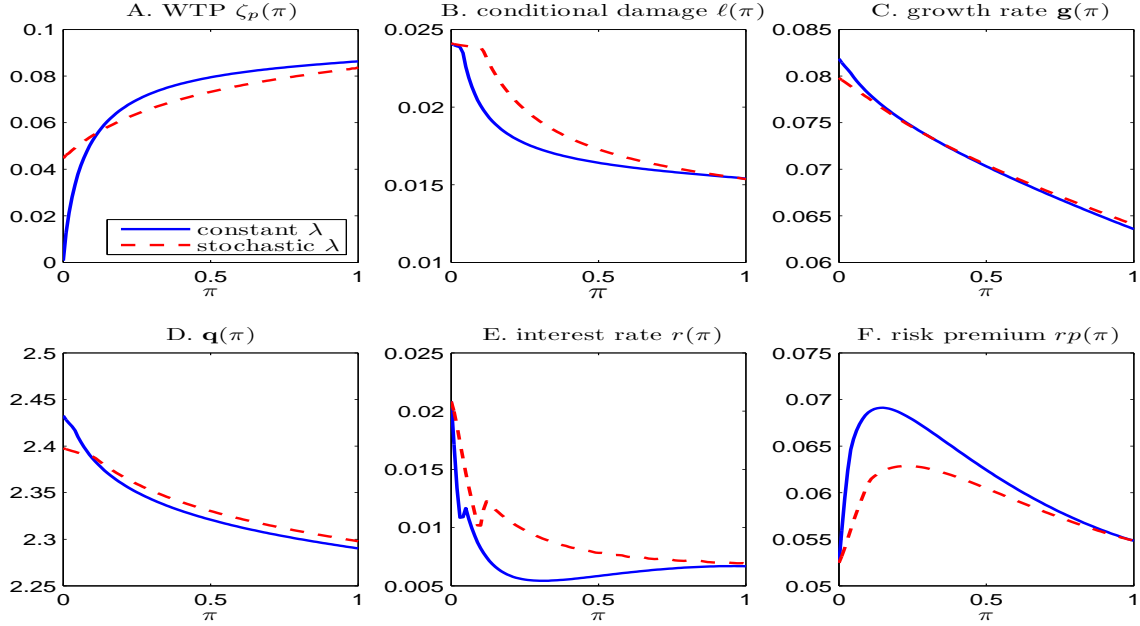 A. WTP ζp(π)
0.1
0.08
0.06
0.04
0.02
0
constant λ
stochastic λ
0 0.5 1
π
B. conditional damage ℓ(π)
0.025
0.02
0.015
0.01
0 0.5 1
π
C. growth rate g(π)
0.085
0.08
0.075
0.07
0.065
0.06
0 0.5 1
π
D. q(π)
2.5
2.45
2.4
2.35
2.3
2.25
0 0.5 1
π
E. interest rate r(π)
0.025
0.02
0.015
0.01
0.005
0 0.5 1
π
F. risk premium rp(π)
0.075
0.07
0.065
0.06
0.055
0.05
0 0.5 1
π